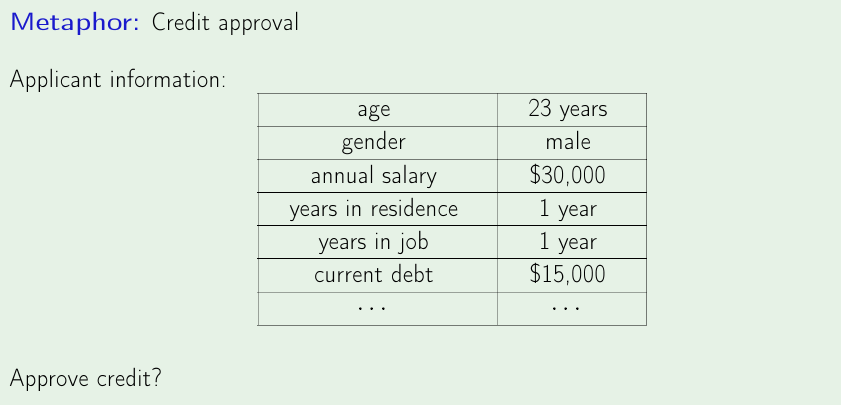 Metaphor: Credit approval
Applicant information:
age 23 years
gender male
annual salary $30,000
years in residence 1 year
years in job 1 year
current debt $15,000
· · · · · ·
Approve credit?